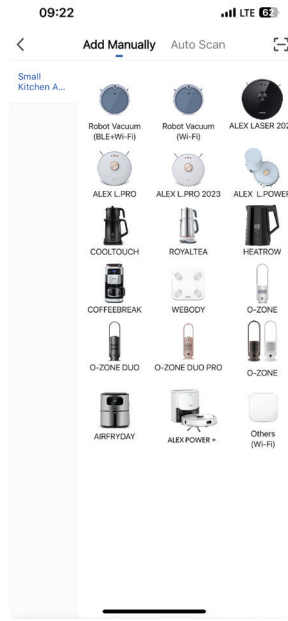 09:22
LTE 62
Add Manually Auto Scan
Small
Kitchen A...
Robot Vacuum
(BLE+Wi-Fi)
Robot Vacuum
(Wi-Fi)
ALEX LASER 202
ALEX L.PRO
ALEX L.PRO 2023
ALEX L.POWER
COOLTOUCH
ROYALTEA
HEATROW
COFFEEBREAK
WEBODY
O-ZONE
O-ZONE DUO
O-ZONE DUO PRO
O-ZONE
AIRFRYDAY
ALEX POWER +
Others
(Wi-Fi)